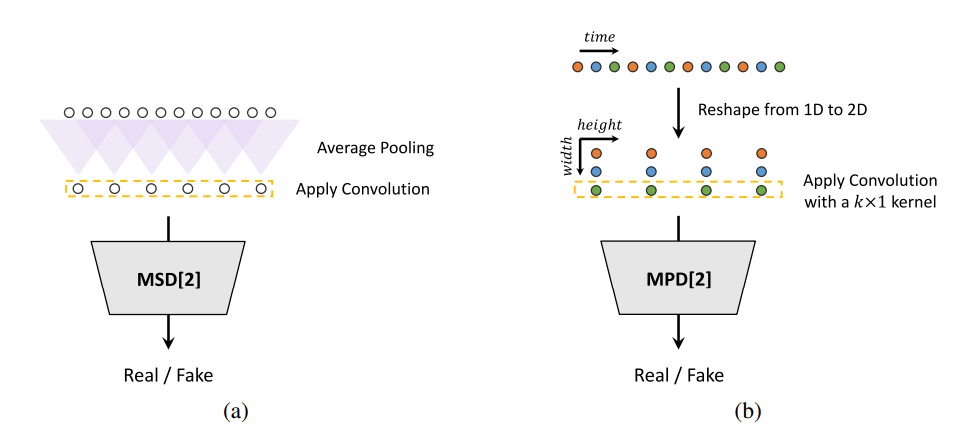 Average Pooling
Apply Convolution
MSD[2]
Real / Fake
(a)
time
Reshape from 1D to 2D
height
width
Apply Convolution
with a k×1 kernel
MPD[2]
Real / Fake
(b)